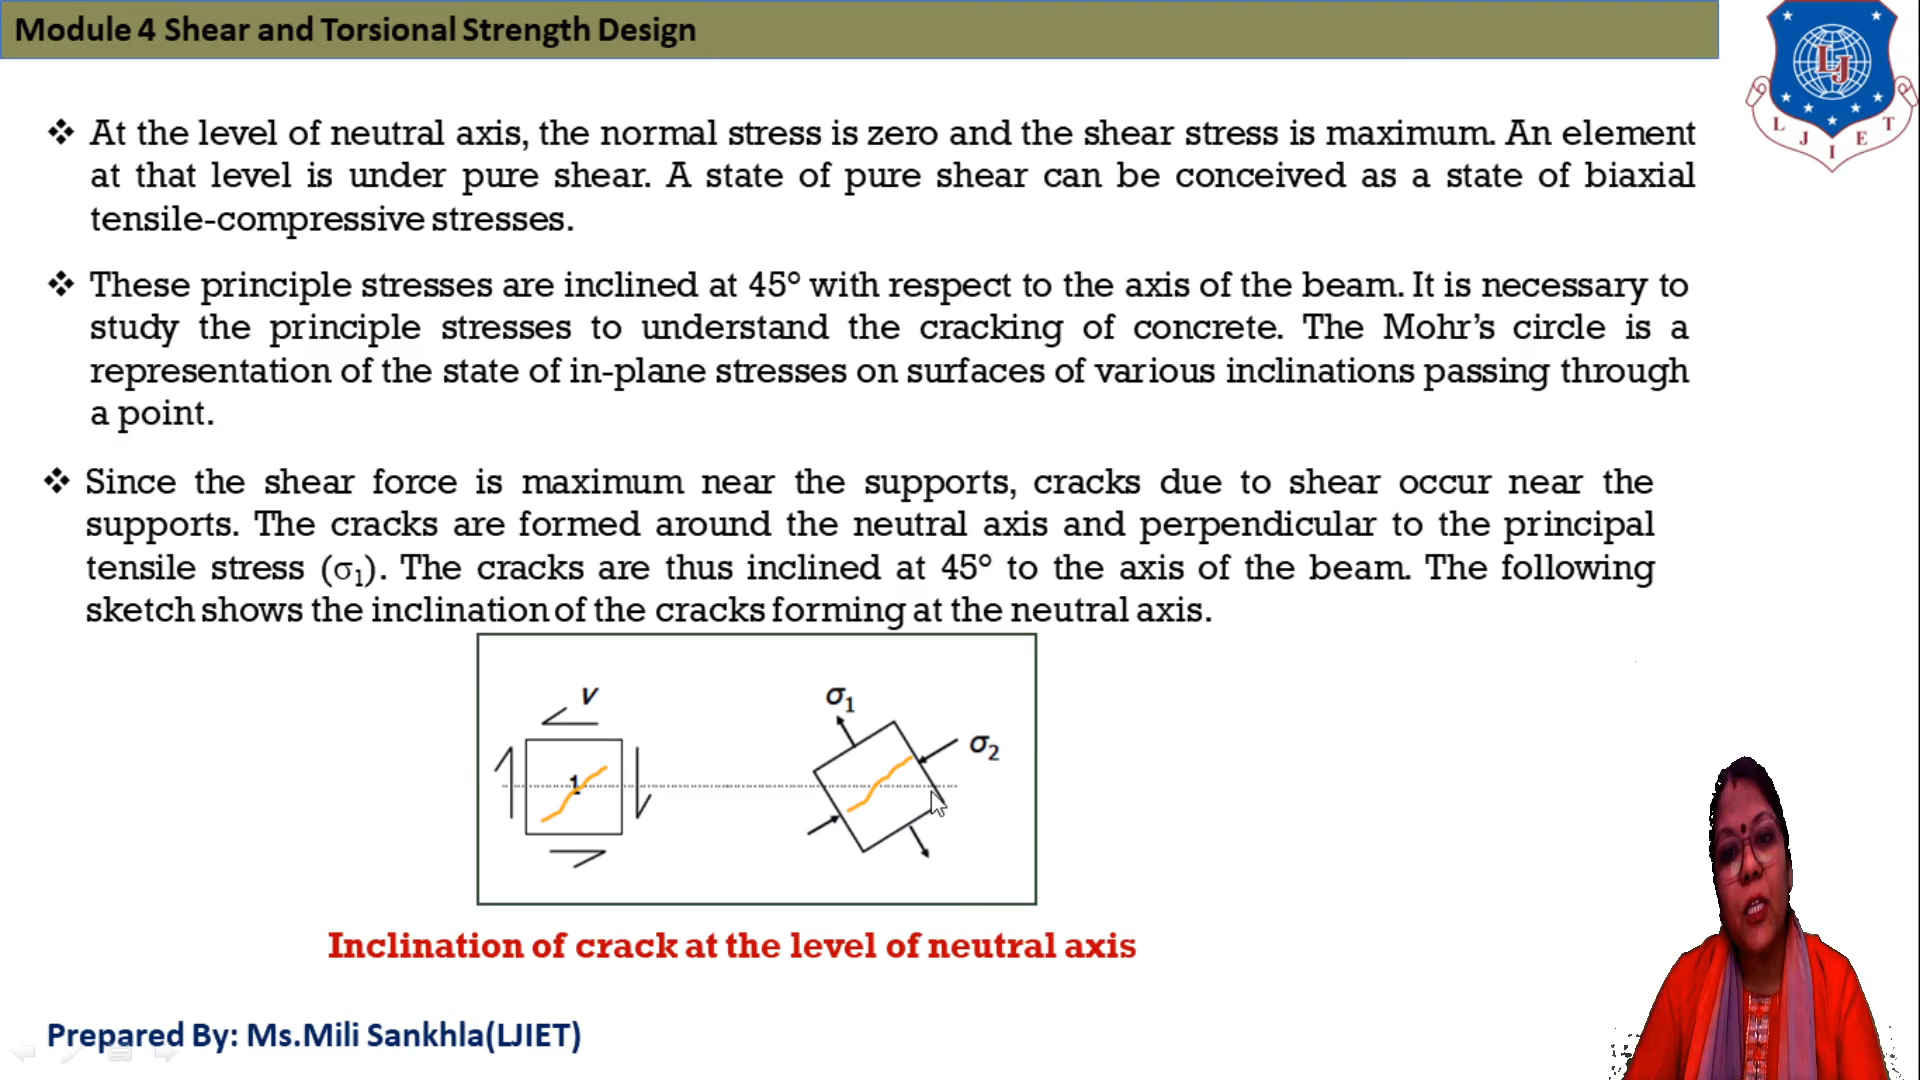 Module 4 Shear and Torsional Strength Design
❖ At the level of neutral axis, the normal stress is zero and the shear stress is maximum. An element
at that level is under pure shear. A state of pure shear can be conceived as a state of biaxial
tensile-compressive stresses.
❖ These principle stresses are inclined at 45° with respect to the axis of the beam. It is necessary to
study the principle stresses to understand the cracking of concrete. The Mohr's circle is a
representation of the state of in-plane stresses on surfaces of various inclinations passing through
a point.
❖ Since the shear force is maximum near the supports, cracks due to shear occur near the
supports. The cracks are formed around the neutral axis and perpendicular to the principal
tensile stress (σ₁). The cracks are thus inclined at 45° to the axis of the beam. The following
sketch shows the inclination of the cracks forming at the neutral axis.
v
1
σ₁
σ₂
Inclination of crack at the level of neutral axis
Prepared By: Ms.Mili Sankhla(LJIET)
LJ
L J I E T